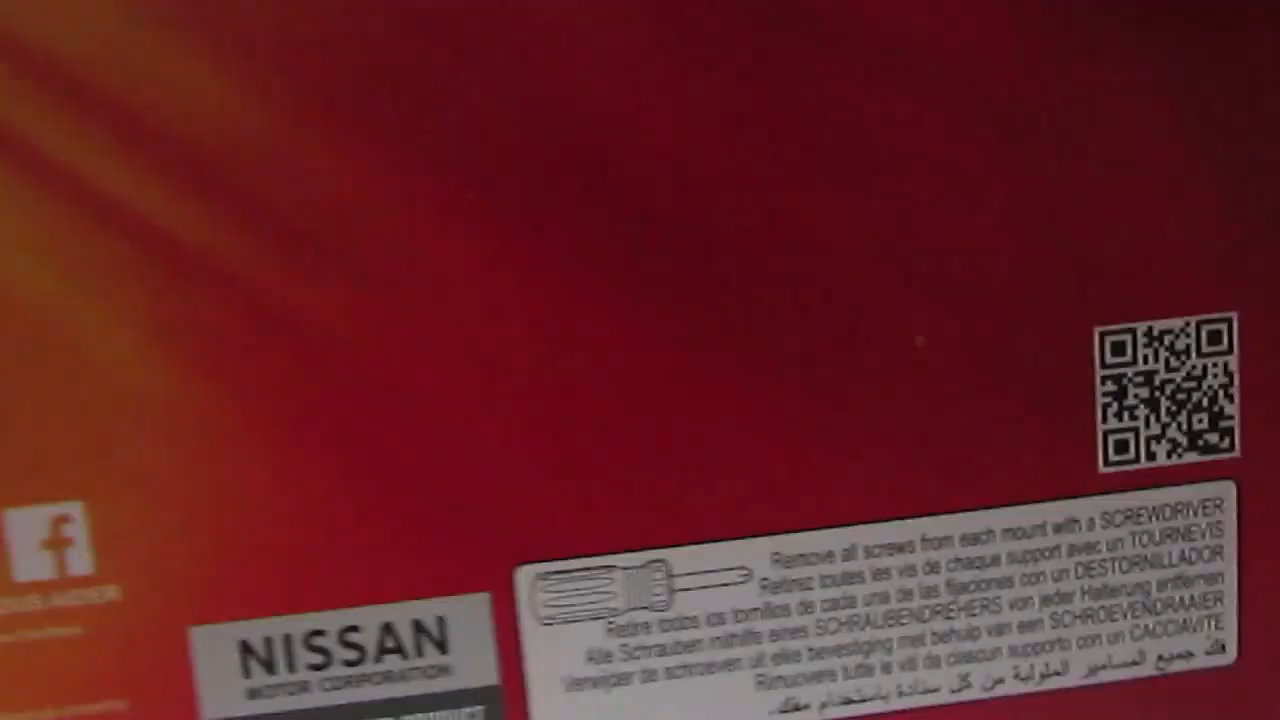 NISSAN
MOTOR CORPORATION
PRODUCT
Remove all screws from each mount with a SCREWDRIVER
Retirez toutes les vis de chaque support avec un TOURNEVIS
Retire todos los tornillos de cada una de las fijaciones con un DESTORNILLADOR
Alle Schrauben mithilfe eines SCHRAUBENDREHERS von jeder Halterung entfernen
Verwijder de schroeven uit elke bevestiging met behulp van een SCHROEVENDRAAIER
Rimuovere tutte le viti da ciascun supporto con un CACCIAVITE
فك جميع المسامير الملولبة من كل سنادة باستخدام مفك.